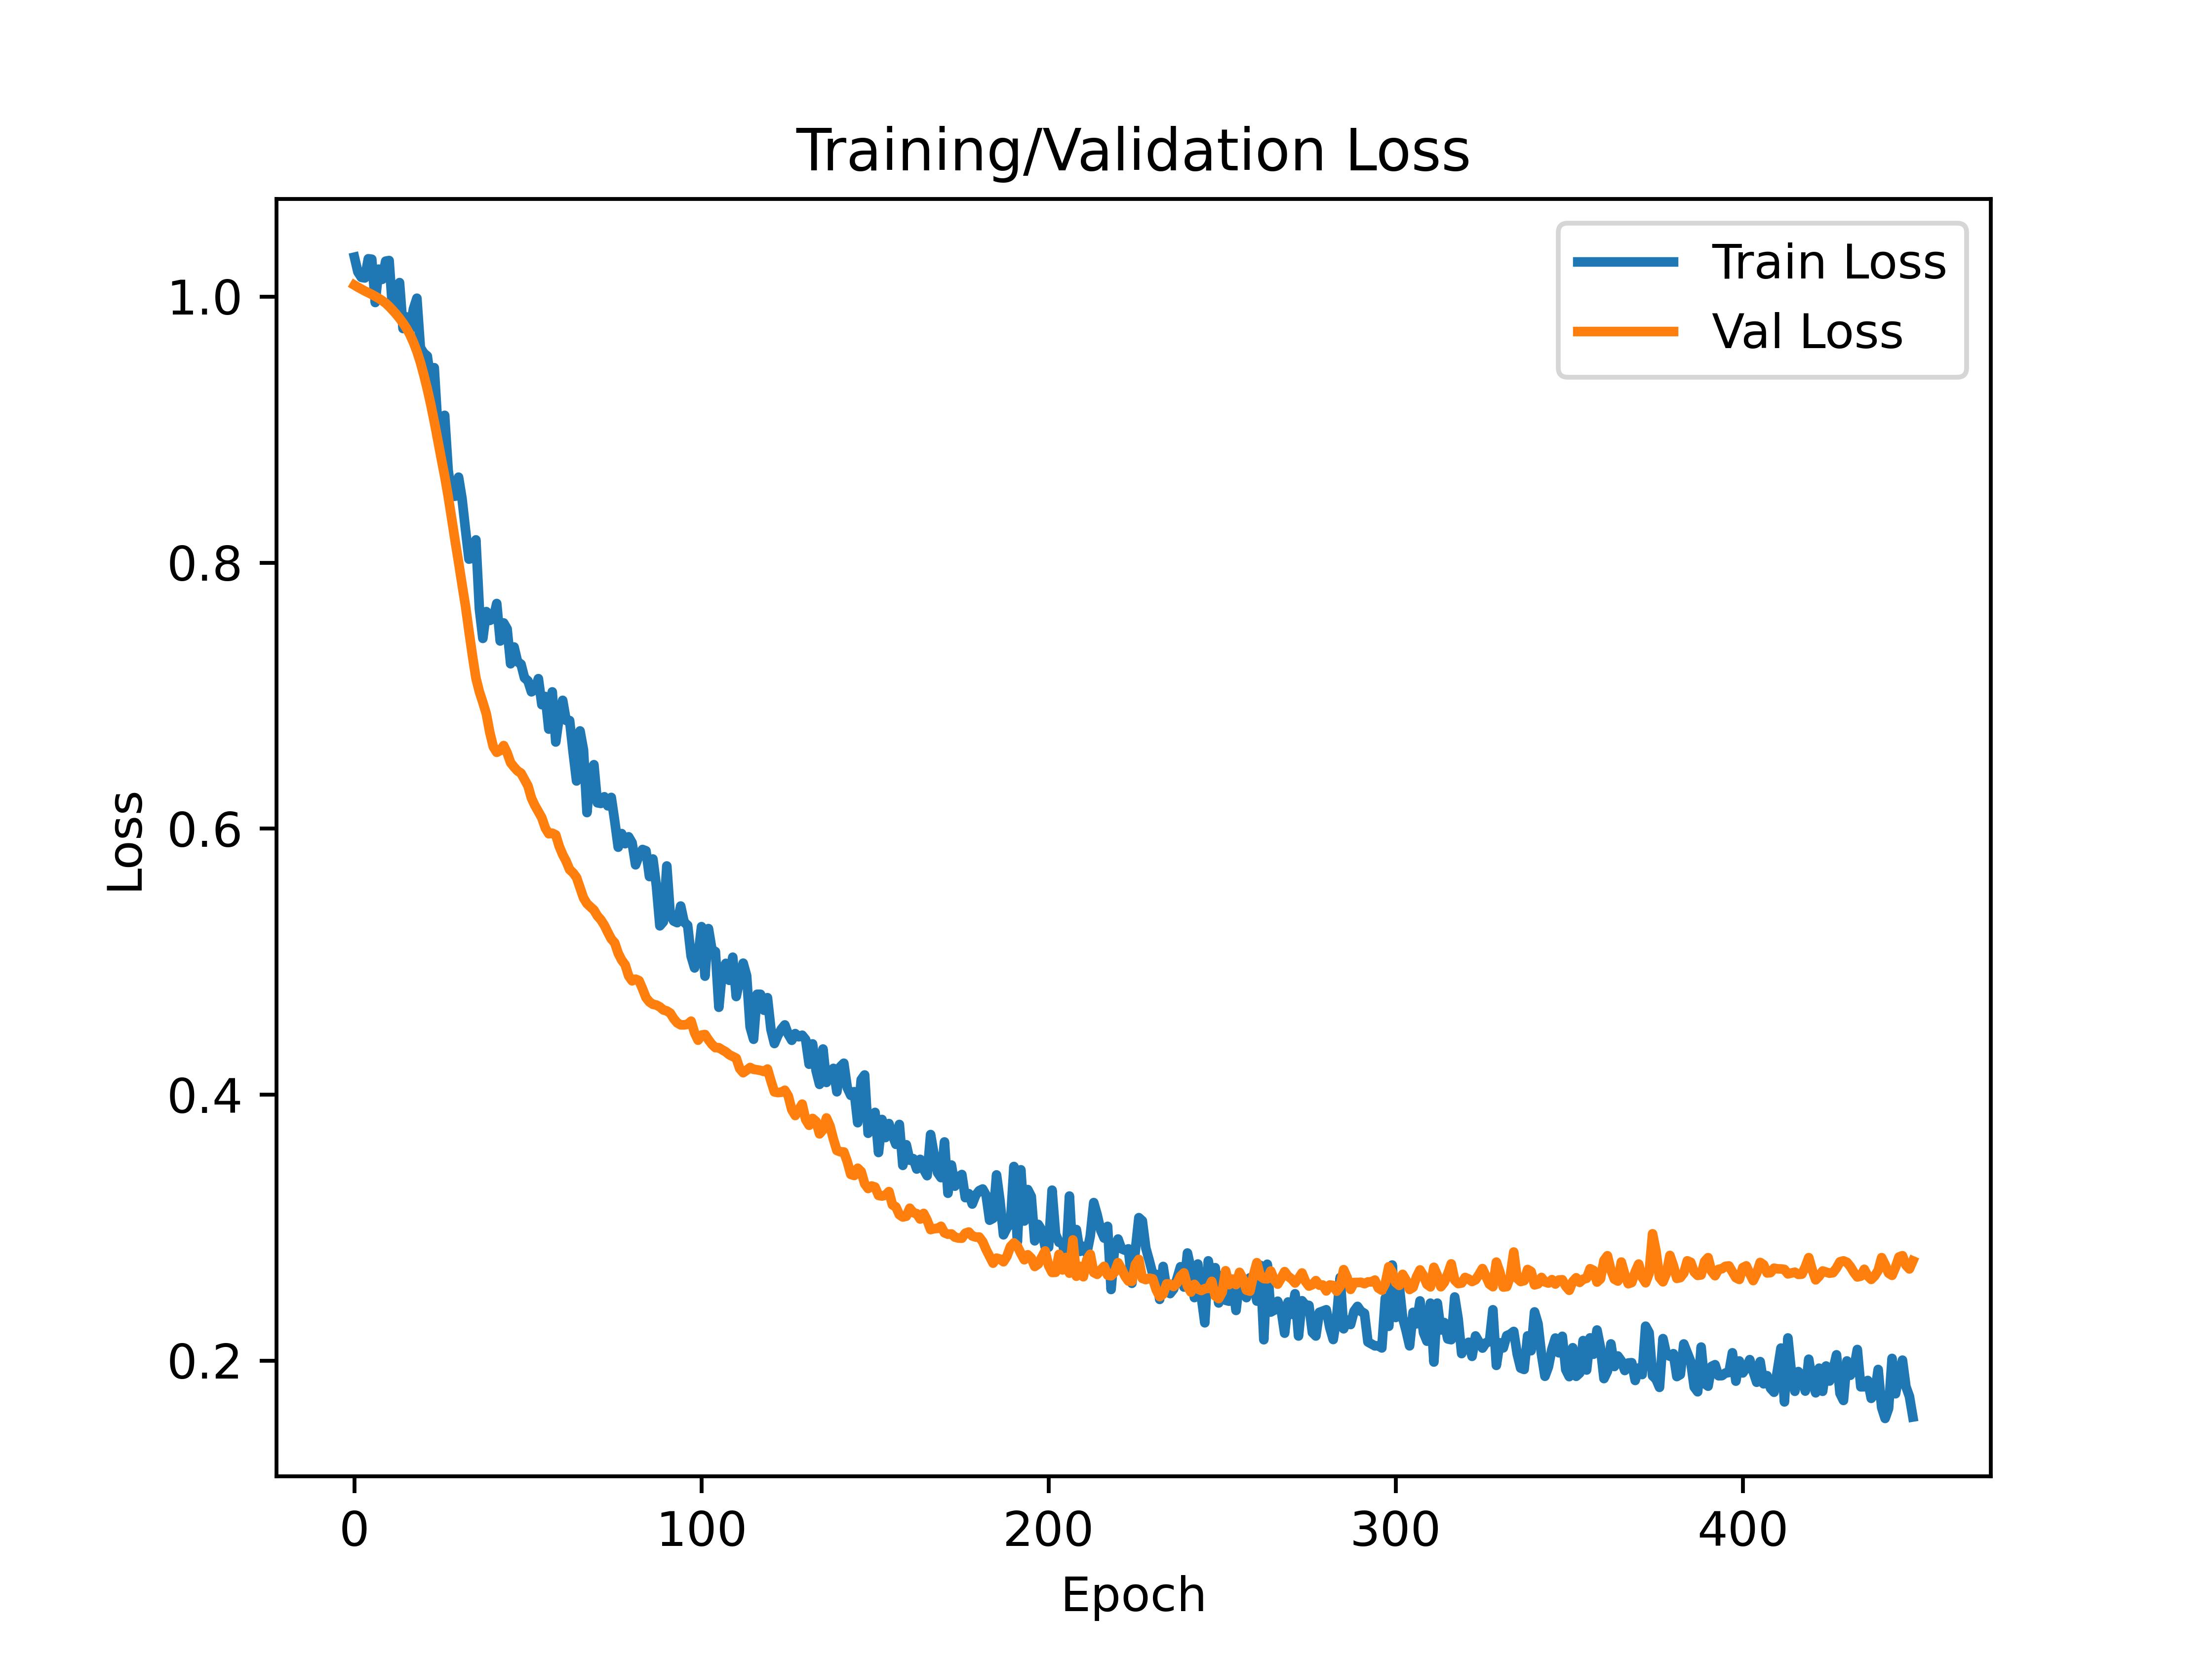 Training/Validation Loss
Train Loss
Val Loss
1.0
0.8
0.6
0.4
0.2
Loss
0 100 200 300 400
Epoch